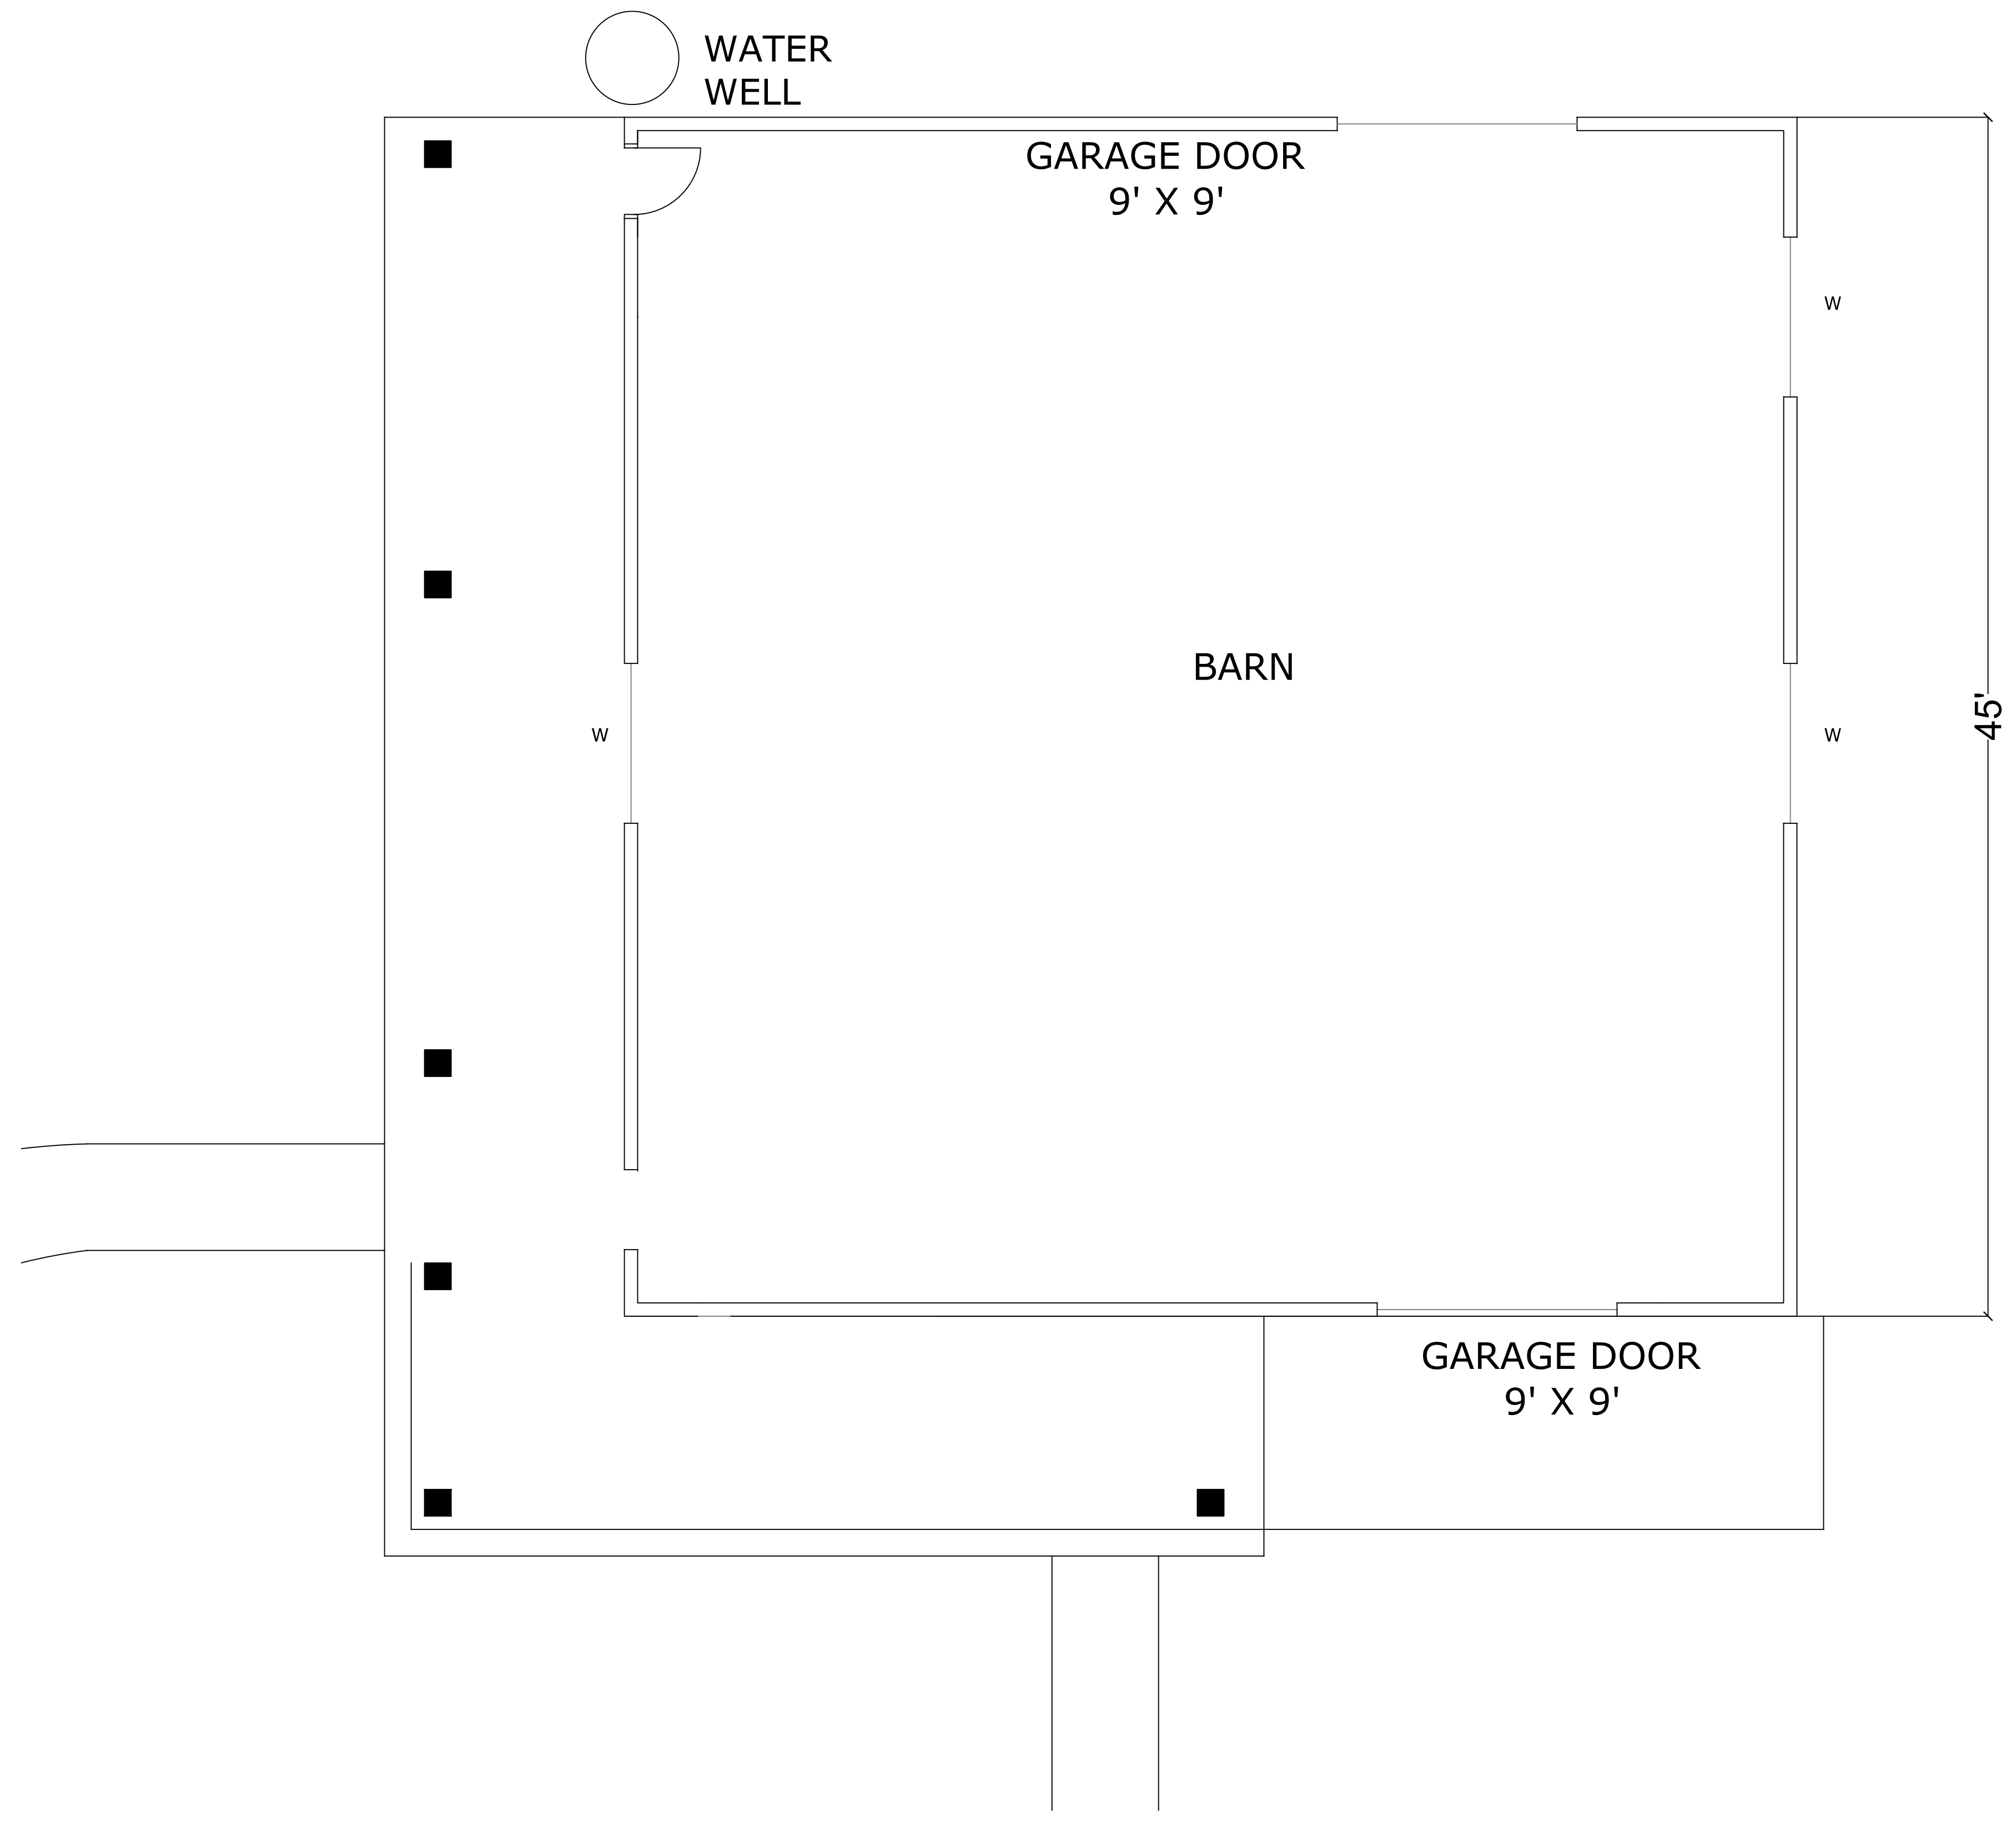 WATER
WELL
GARAGE DOOR
9' X 9'
W
BARN
W
W
45'
GARAGE DOOR
9' X 9'